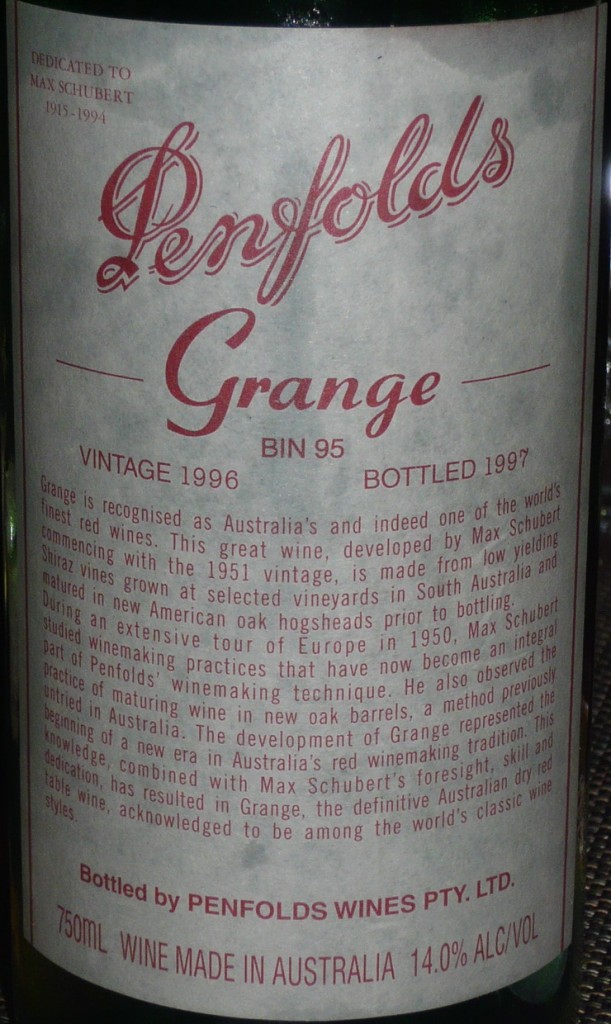 DEDICATED TO
MAX SCHUBERT
1915-1994
Penfolds
Grange
BIN 95
VINTAGE 1996 BOTTLED 1997
Grange is recognised as Australia's and indeed one of the world's
finest red wines. This great wine, developed by Max Schubert
commencing with the 1951 vintage, is made from low yielding
Shiraz vines grown at selected vineyards in South Australia and
matured in new American oak hogsheads prior to bottling.
During an extensive tour of Europe in 1950, Max Schubert
studied winemaking practices that have now become an integral
part of Penfolds' winemaking technique. He also observed the
practice of maturing wine in new oak barrels, a method previously
untried in Australia. The development of Grange represented the
beginning of a new era in Australia's red winemaking tradition. This
knowledge, combined with Max Schubert's foresight, skill and
dedication, has resulted in Grange, the definitive Australian dry red
table wine, acknowledged to be among the world's classic wine
styles.
Bottled by PENFOLDS WINES PTY. LTD.
750mL WINE MADE IN AUSTRALIA 14.0% ALC/VOL